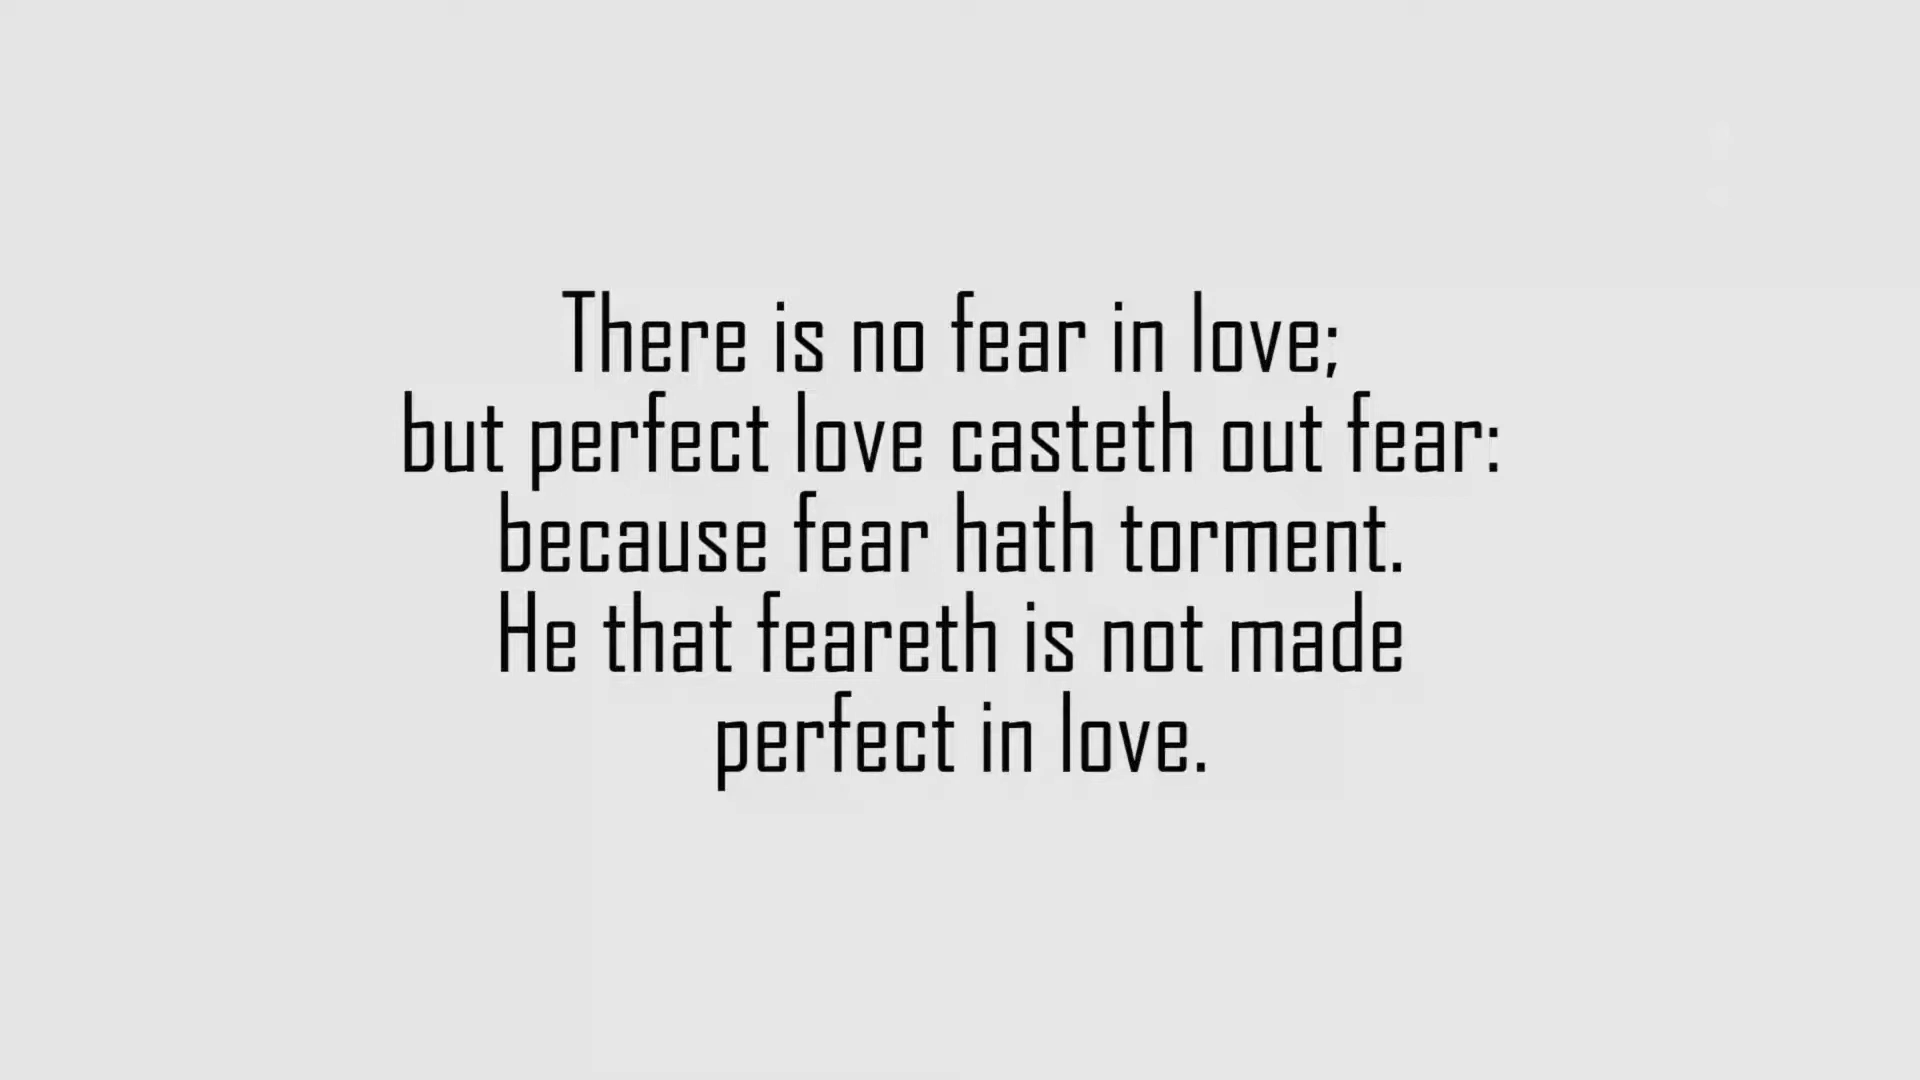 There is no fear in love;
but perfect love casteth out fear:
because fear hath torment.
He that feareth is not made
perfect in love.